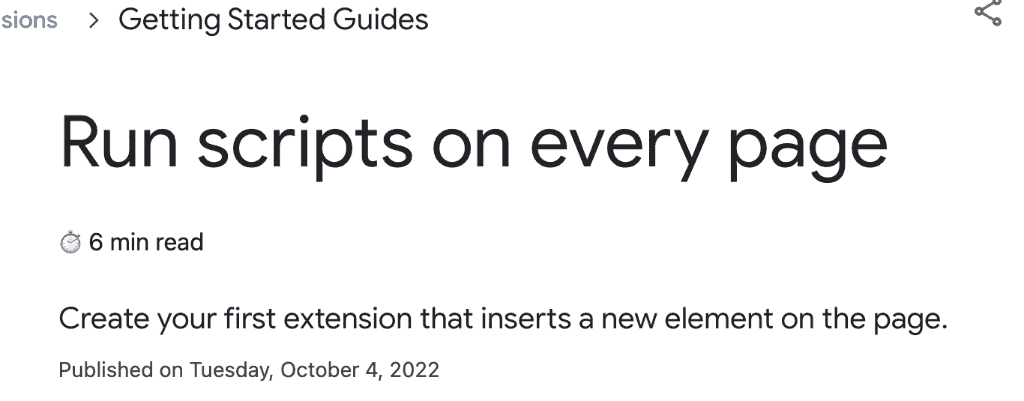 sions > Getting Started Guides
Run scripts on every page
⏱ 6 min read
Create your first extension that inserts a new element on the page.
Published on Tuesday, October 4, 2022